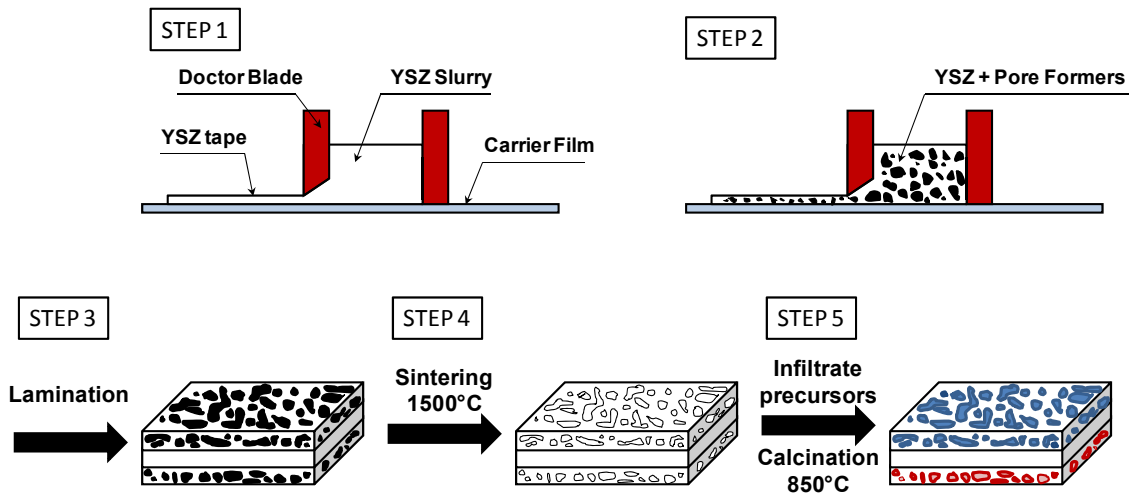 STEP 1
Doctor Blade
YSZ Slurry
YSZ tape
Carrier Film
STEP 2
YSZ + Pore Formers
STEP 3
Lamination
STEP 4
Sintering
1500°C
STEP 5
Infiltrate
precursors
Calcination
850°C